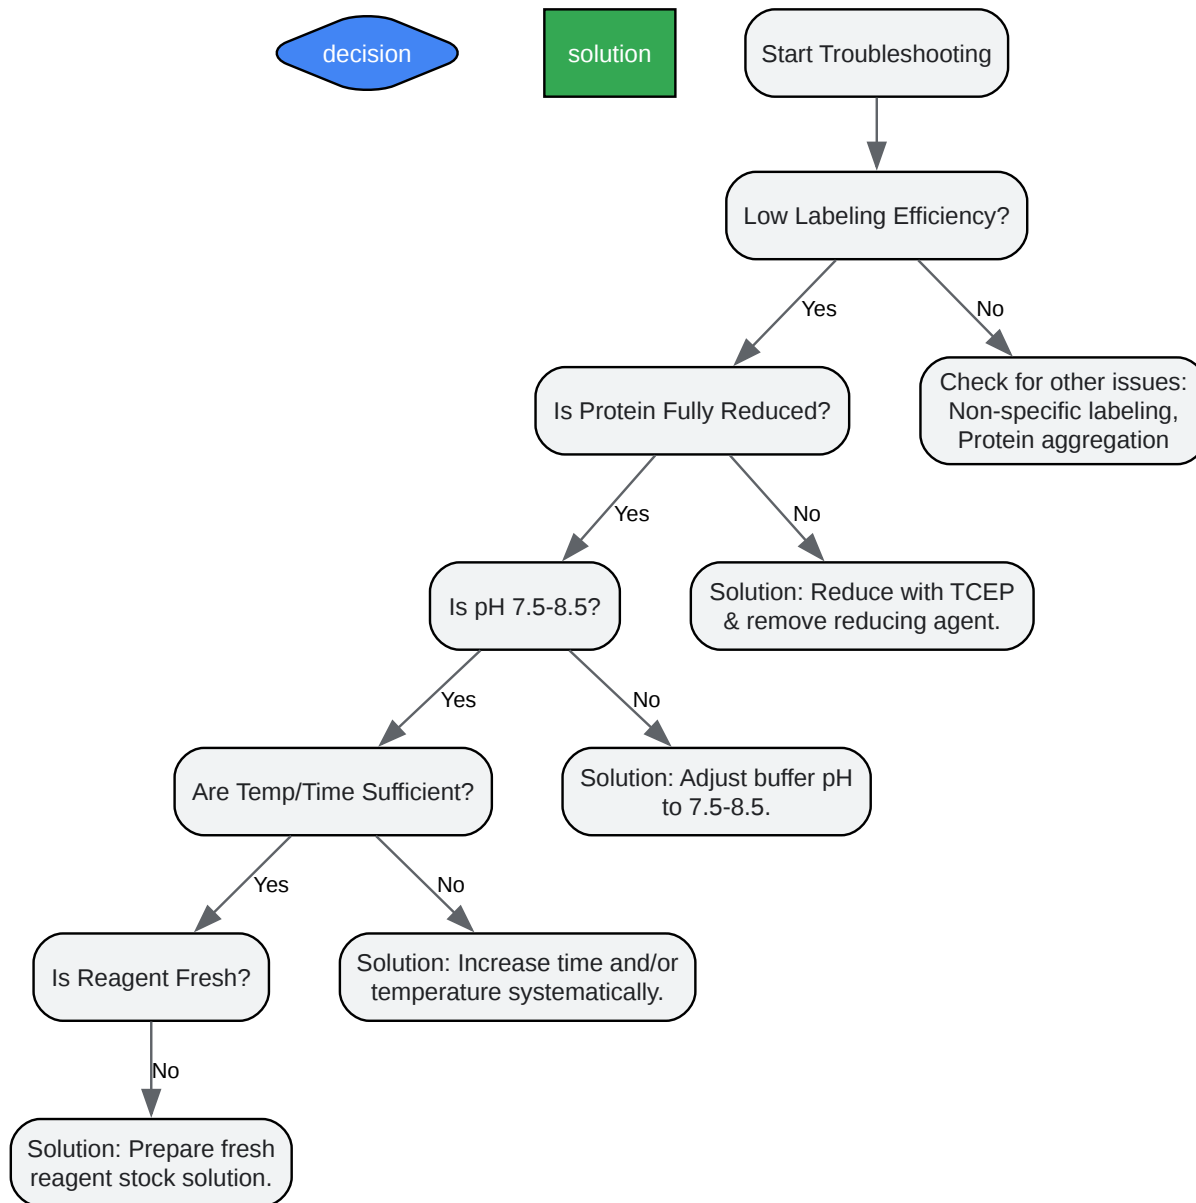 decision
solution
Start Troubleshooting
Low Labeling Efficiency?
Yes
No
Is Protein Fully Reduced?
Check for other issues:
Non-specific labeling,
Protein aggregation
Yes
No
Is pH 7.5-8.5?
Solution: Reduce with TCEP
& remove reducing agent.
Yes
No
Are Temp/Time Sufficient?
Solution: Adjust buffer pH
to 7.5-8.5.
Yes
No
Is Reagent Fresh?
Solution: Increase time and/or
temperature systematically.
No
Solution: Prepare fresh
reagent stock solution.